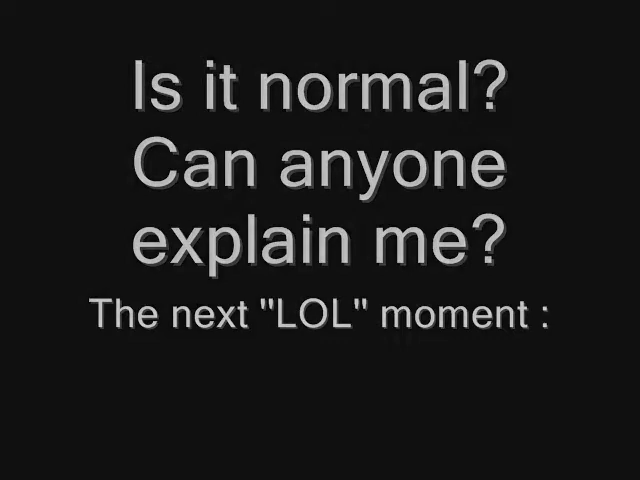 Is it normal?
Can anyone
explain me?
The next "LOL" moment :